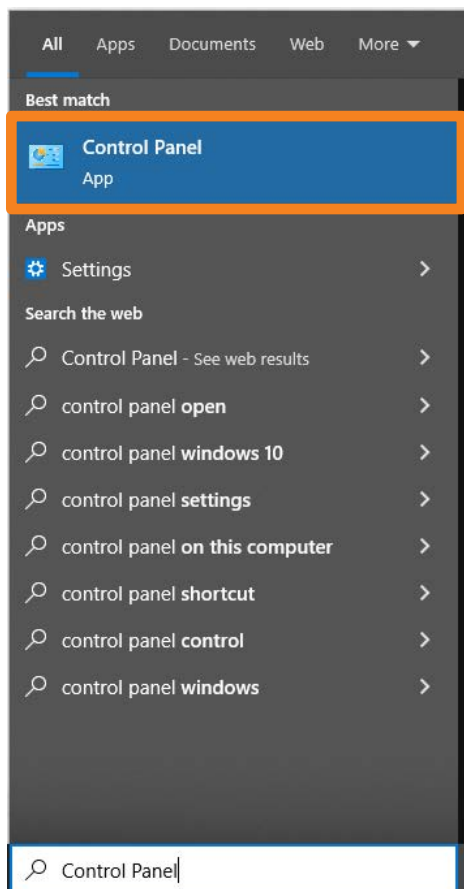 All Apps Documents Web More
Best match
Control Panel
App
Apps
Settings
Search the web
Control Panel - See web results
control panel open
control panel windows 10
control panel settings
control panel on this computer
control panel shortcut
control panel control
control panel windows
Control Panel